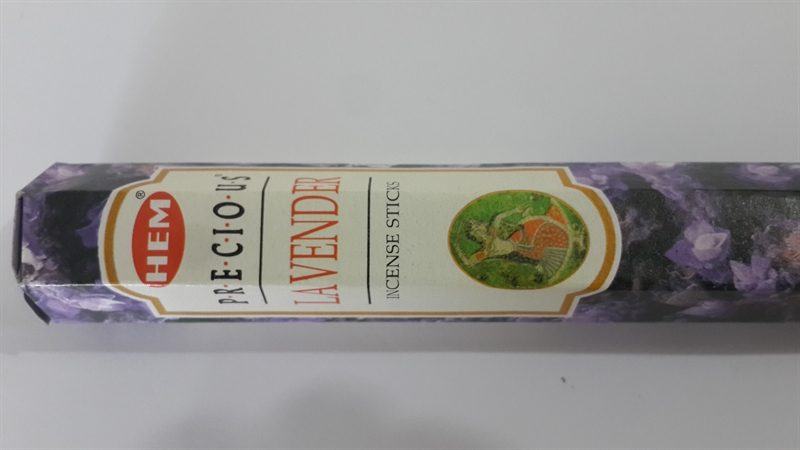 HEM®
P·R·E·C·I·O·U·S®
LAVENDER
INCENSE STICKS